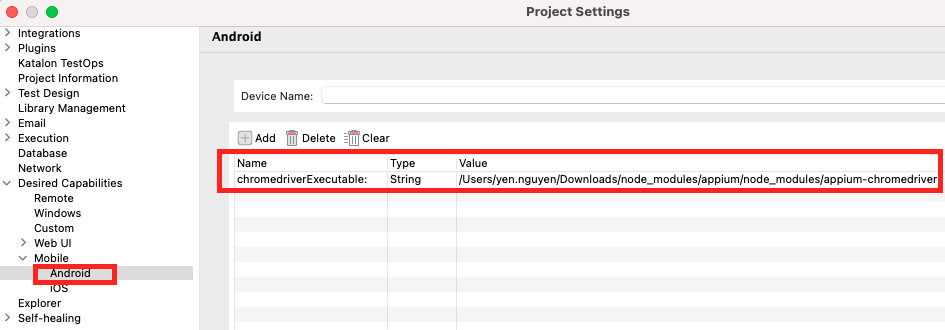 Project Settings
Integrations
Plugins
Katalon TestOps
Project Information
Test Design
Library Management
Email
Execution
Database
Network
Desired Capabilities
Remote
Windows
Custom
Web UI
Mobile
Android
iOS
Explorer
Self-healing
Android
Device Name:
Add Delete Clear
Name Type Value
chromedriverExecutable: String /Users/yen.nguyen/Downloads/node_modules/appium/node_modules/appium-chromedriver